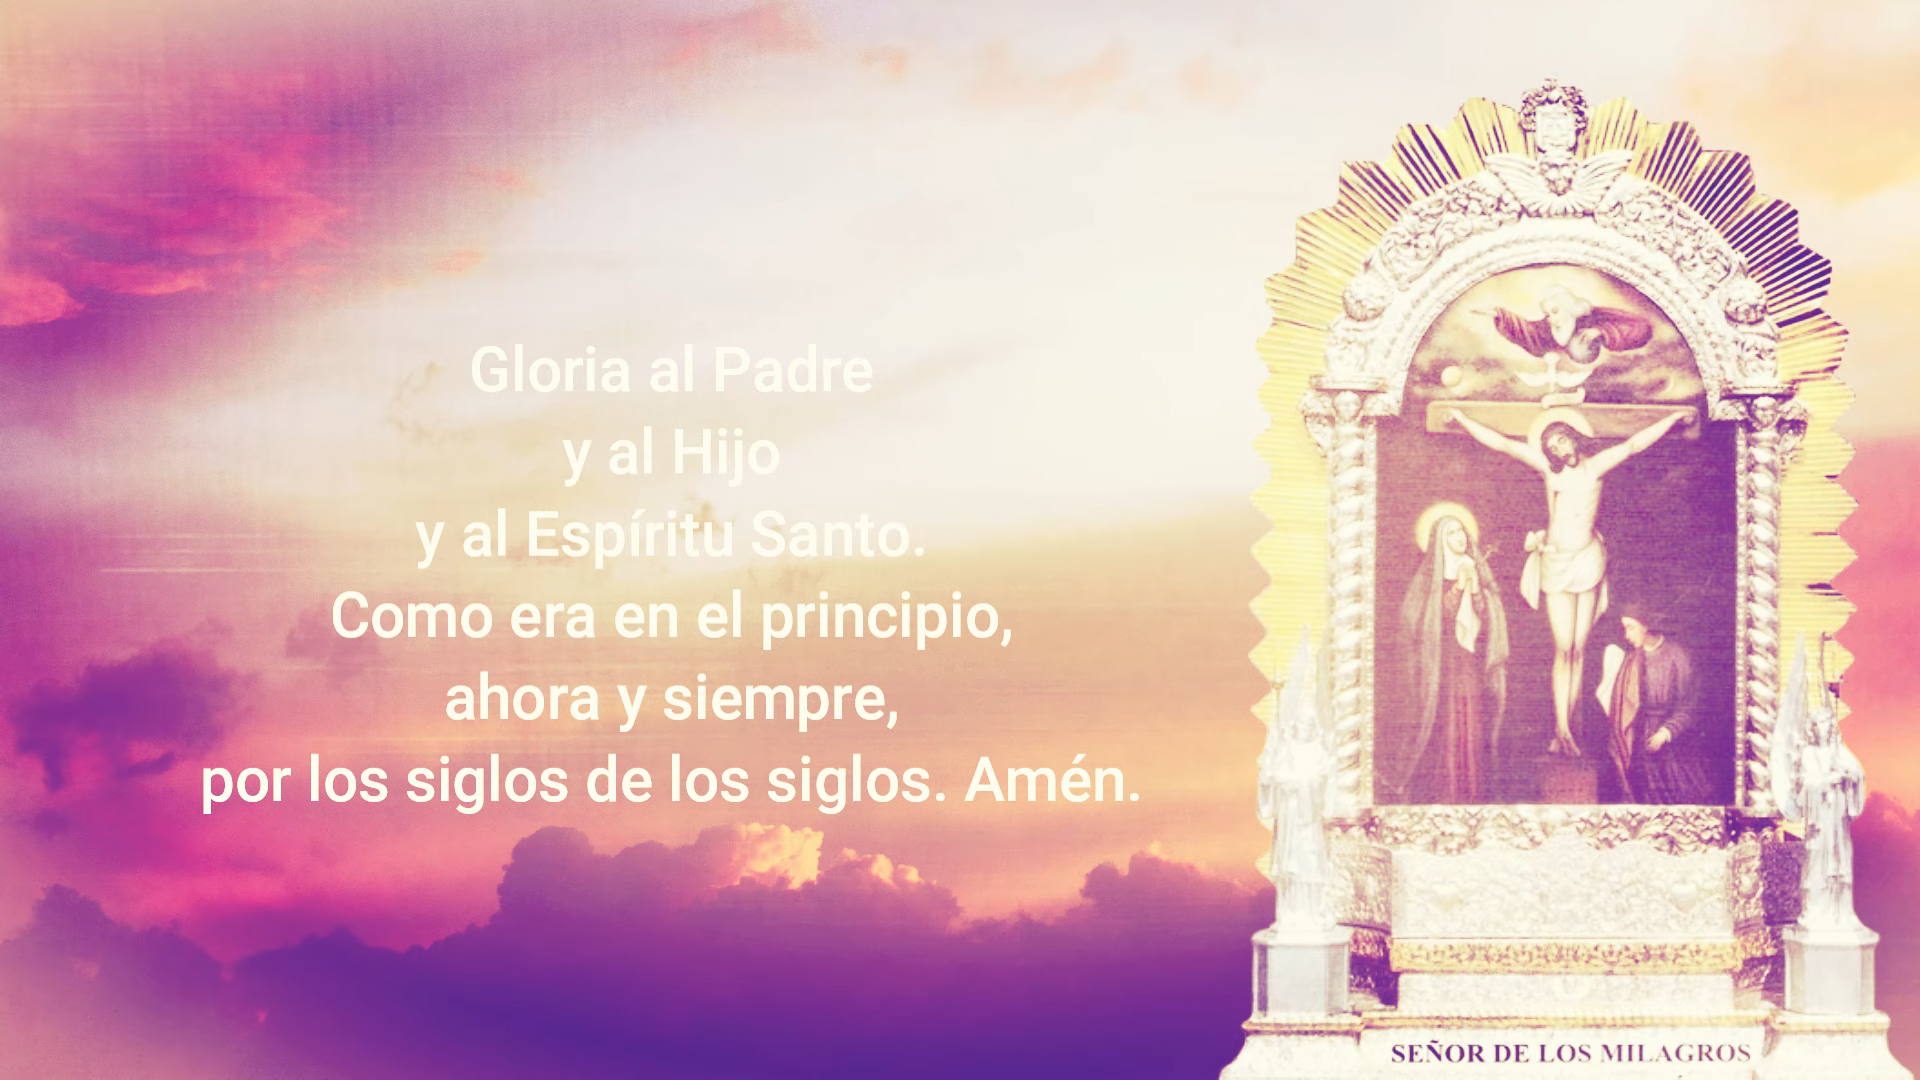 Gloria al Padre
y al Hijo
y al Espíritu Santo.
Como era en el principio,
ahora y siempre,
por los siglos de los siglos. Amén.
SEÑOR DE LOS MILAGROS